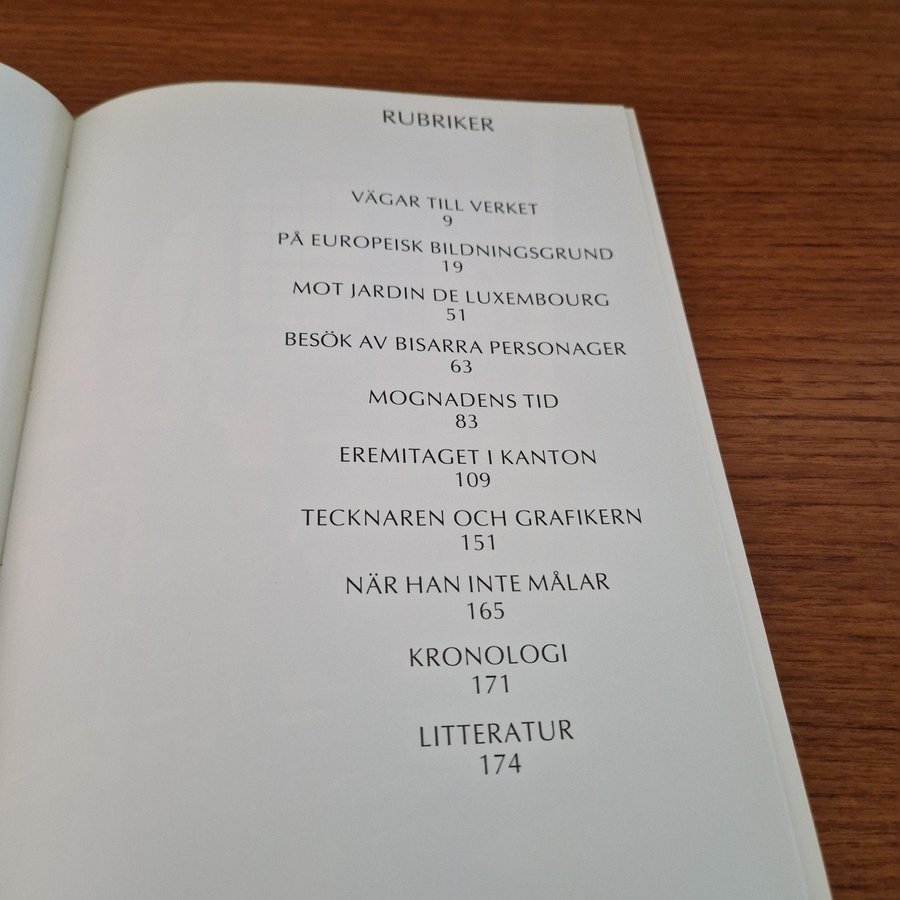 RUBRIKER
VÄGAR TILL VERKET
9
PÅ EUROPEISK BILDNINGSGRUND
19
MOT JARDIN DE LUXEMBOURG
51
BESÖK AV BISARRA PERSONAGER
63
MOGNADENS TID
83
EREMITAGET I KANTON
109
TECKNAREN OCH GRAFIKERN
151
NÄR HAN INTE MÅLAR
165
KRONOLOGI
171
LITTERATUR
174